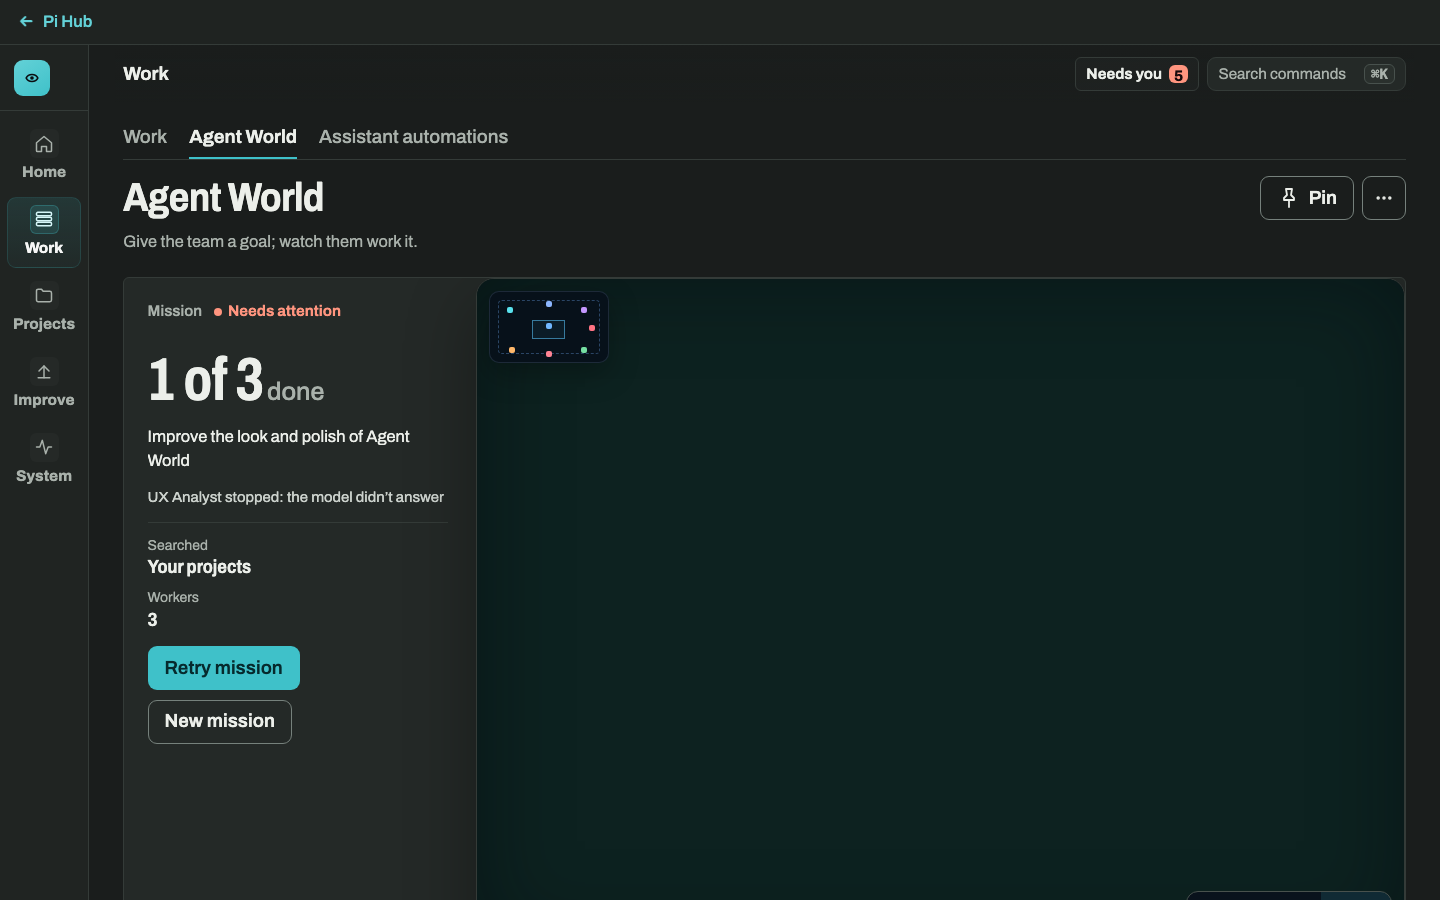 Pi Hub
Work
Needs you 5
Search commands ⌘K
Home
Work
Projects
Improve
System
Work Agent World Assistant automations
Agent World
Pin
Give the team a goal; watch them work it.
Mission Needs attention
1 of 3 done
Improve the look and polish of Agent
World
UX Analyst stopped: the model didn't answer
Searched
Your projects
Workers
3
Retry mission
New mission